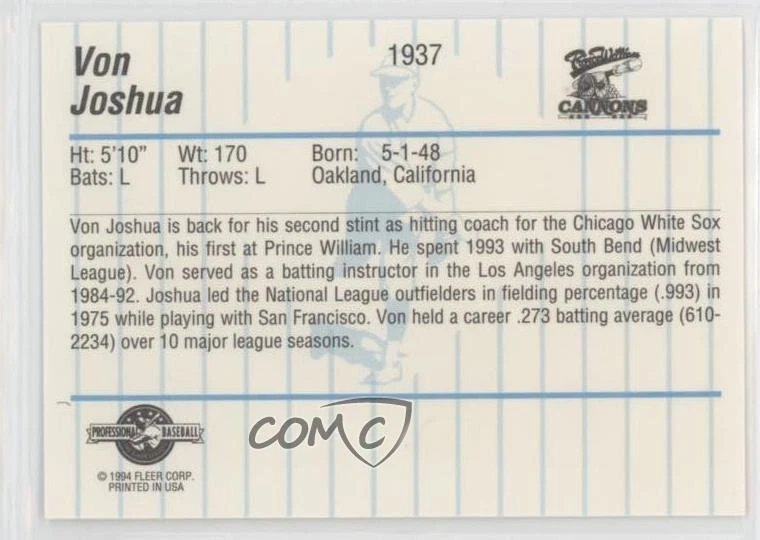 Von
Joshua
1937
Prince William
CANNONS
Ht: 5'10" Wt: 170 Born: 5-1-48
Bats: L Throws: L Oakland, California
Von Joshua is back for his second stint as hitting coach for the Chicago White Sox
organization, his first at Prince William. He spent 1993 with South Bend (Midwest
League). Von served as a batting instructor in the Los Angeles organization from
1984-92. Joshua led the National League outfielders in fielding percentage (.993) in
1975 while playing with San Francisco. Von held a career .273 batting average (610-
2234) over 10 major league seasons.
PROFESSIONAL BASEBALL
COMC
© 1994 FLEER CORP.
PRINTED IN USA